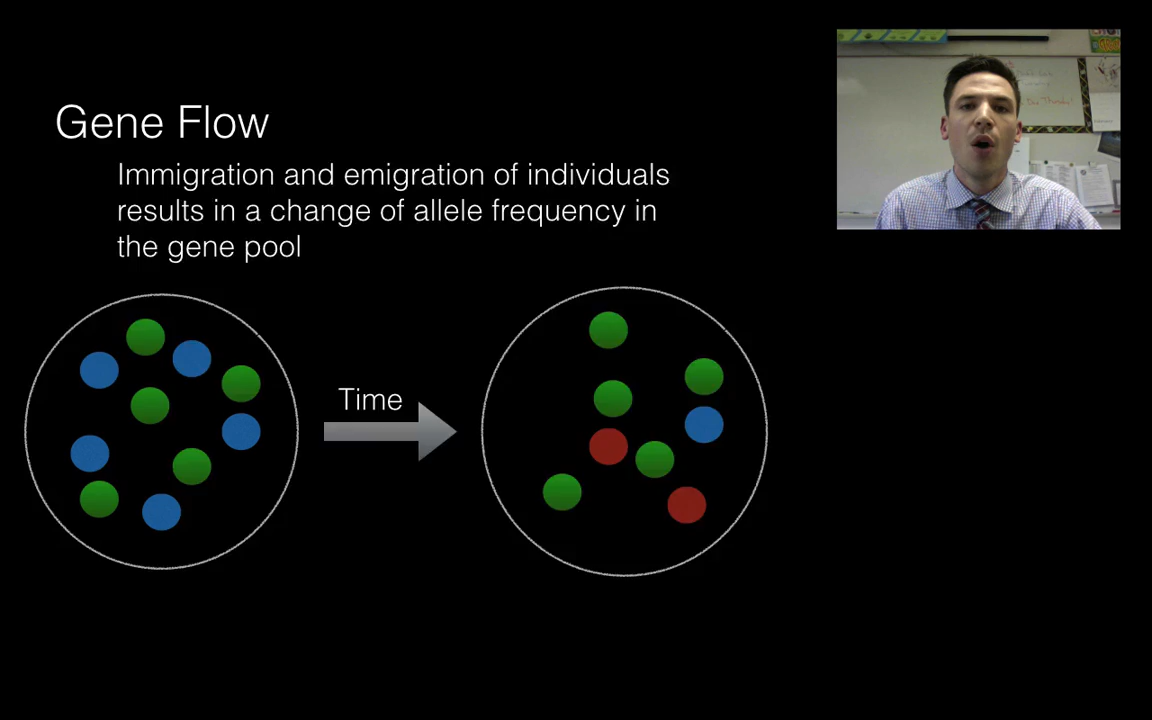 Gene Flow
Immigration and emigration of individuals
results in a change of allele frequency in
the gene pool
Time